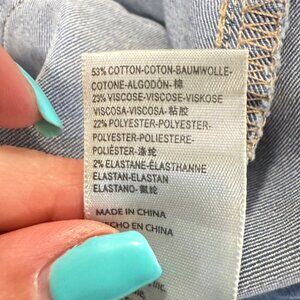 53% COTTON-COTON-BAUMWOLLE-
COTONE-ALGODÓN-棉
23% VISCOSE-VISCOSE-VISKOSE
VISCOSA-VISCOSA-粘胶
22% POLYESTER-POLYESTER-
POLYESTER-POLIESTERE-
POLIÉSTER-涤纶
2% ELASTANE-ÉLASTHANNE
ELASTAN-ELASTAN
ELASTANO-氨纶
MADE IN CHINA
HECHO EN CHINA